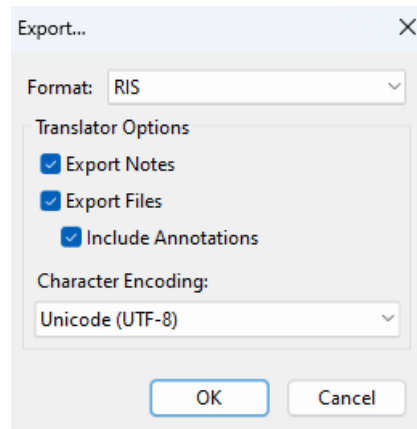 Export...
Format: RIS
Translator Options
Export Notes
Export Files
Include Annotations
Character Encoding:
Unicode (UTF-8)
OK Cancel